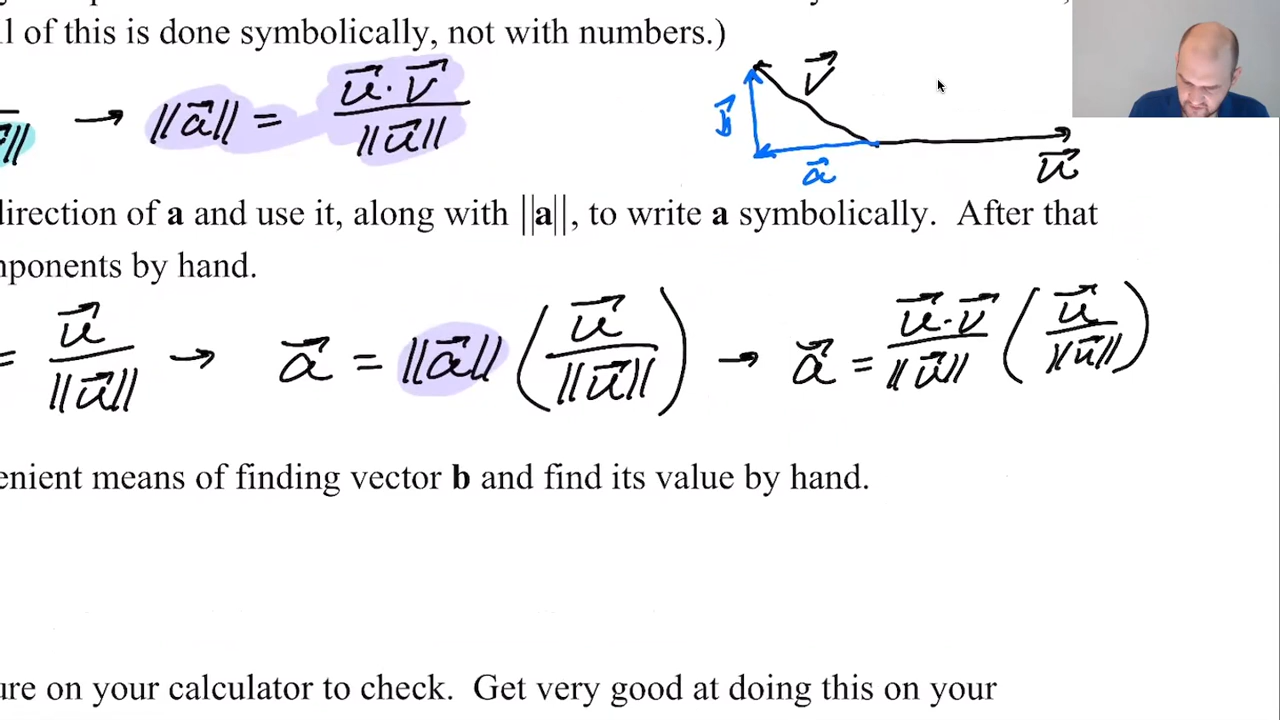 l of this is done symbolically, not with numbers.)
→ ||a⃗|| = u⃗·v⃗ / ||u⃗||
v⃗
b⃗
a⃗
u⃗
direction of a and use it, along with ||a||, to write a symbolically. After that
nponents by hand.
= u⃗ / ||u⃗|| → a⃗ = ||a⃗|| ( u⃗ / ||u⃗|| ) → a⃗ = u⃗·v⃗ / ||u⃗|| ( u⃗ / ||u⃗|| )
enient means of finding vector b and find its value by hand.
ure on your calculator to check. Get very good at doing this on your